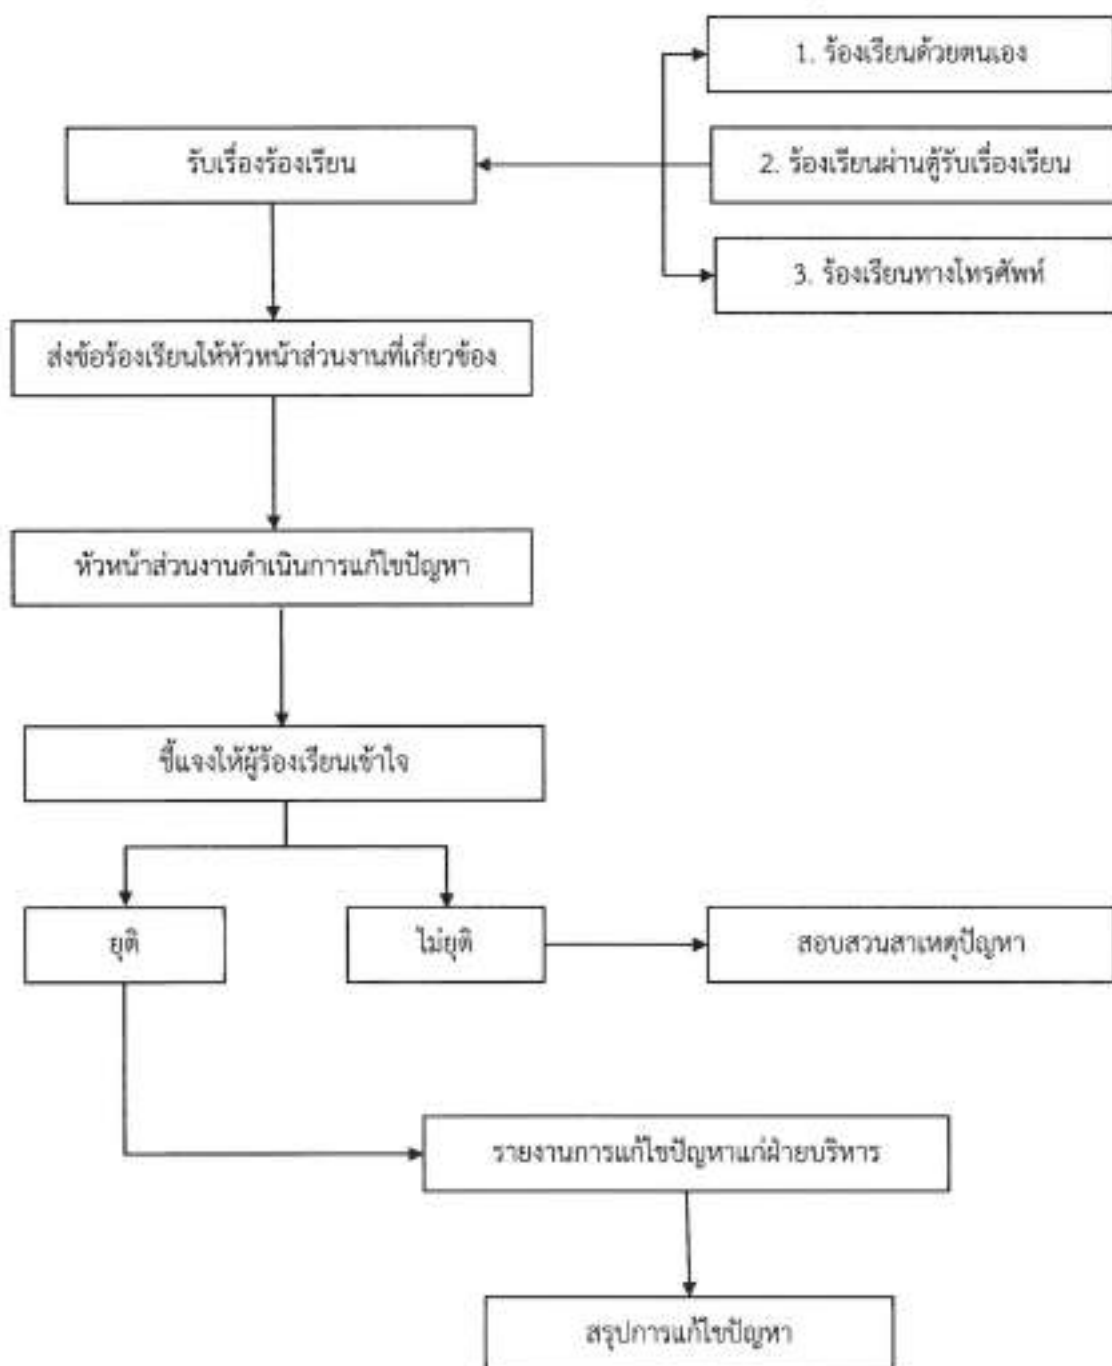 1. ร้องเรียนด้วยตนเอง
รับเรื่องร้องเรียน
2. ร้องเรียนผ่านตู้รับเรื่องเรียน
3. ร้องเรียนทางโทรศัพท์
ส่งข้อร้องเรียนให้หัวหน้าส่วนงานที่เกี่ยวข้อง
หัวหน้าส่วนงานดำเนินการแก้ไขปัญหา
ชี้แจงให้ผู้ร้องเรียนเข้าใจ
ยุติ
ไม่ยุติ
สอบสวนสาเหตุปัญหา
รายงานการแก้ไขปัญหาแก่ฝ่ายบริหาร
สรุปการแก้ไขปัญหา